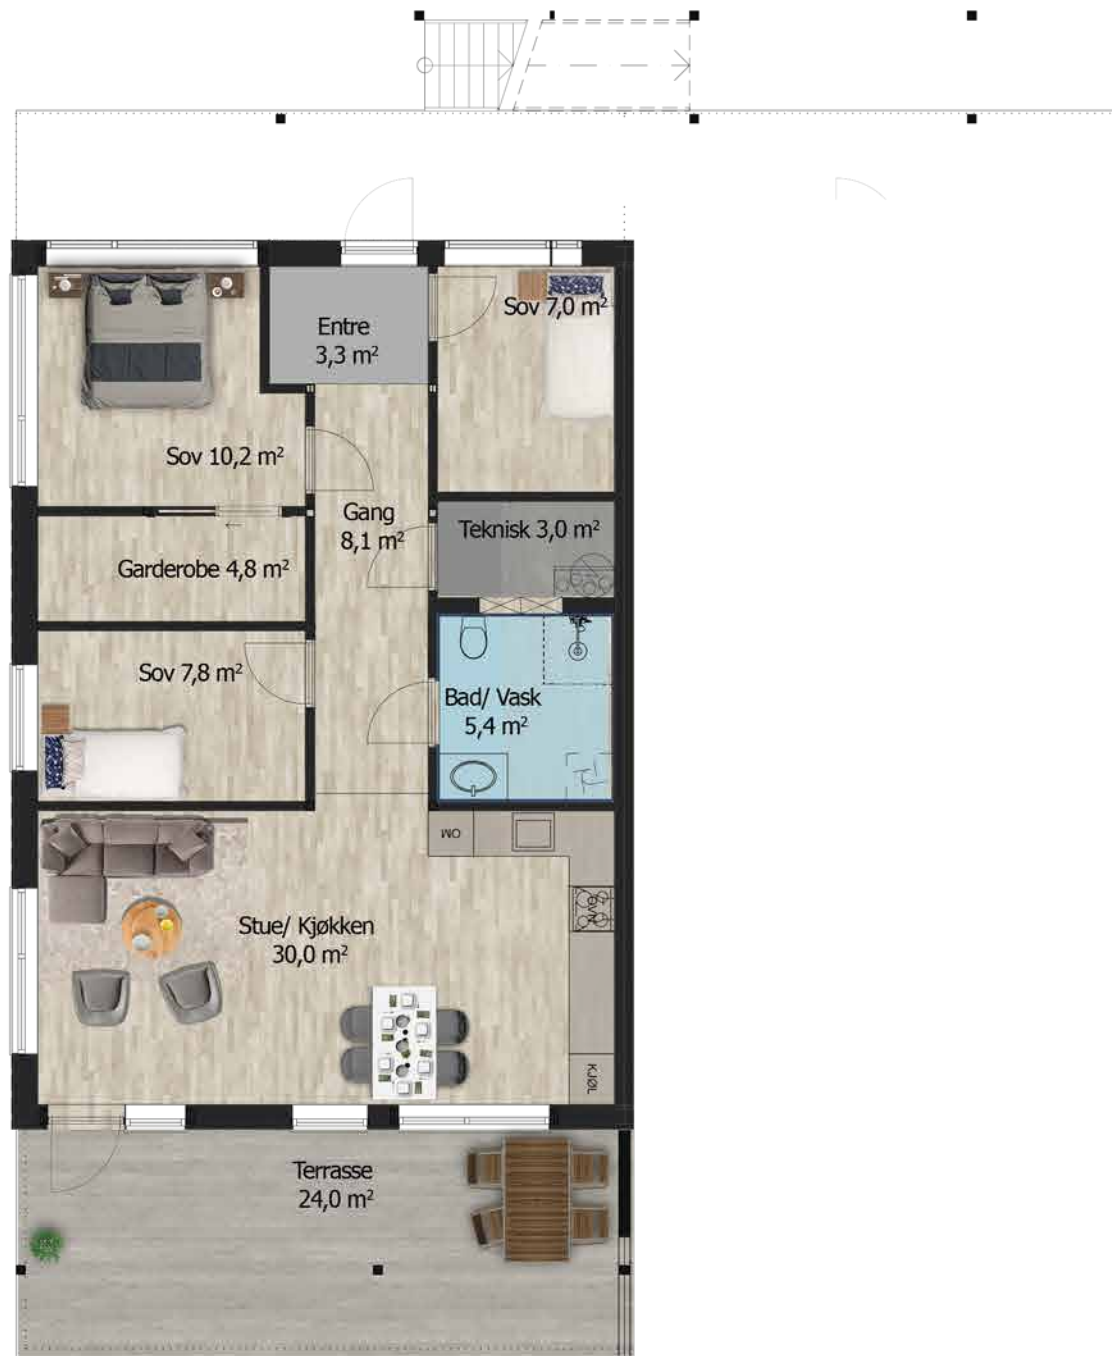 Entre
3,3 m²
Sov 7,0 m²
Sov 10,2 m²
Gang
8,1 m²
Teknisk 3,0 m²
Garderobe 4,8 m²
Sov 7,8 m²
Bad/ Vask
5,4 m²
OM
OVN
Stue/ Kjøkken
30,0 m²
KJØL
Terrasse
24,0 m²